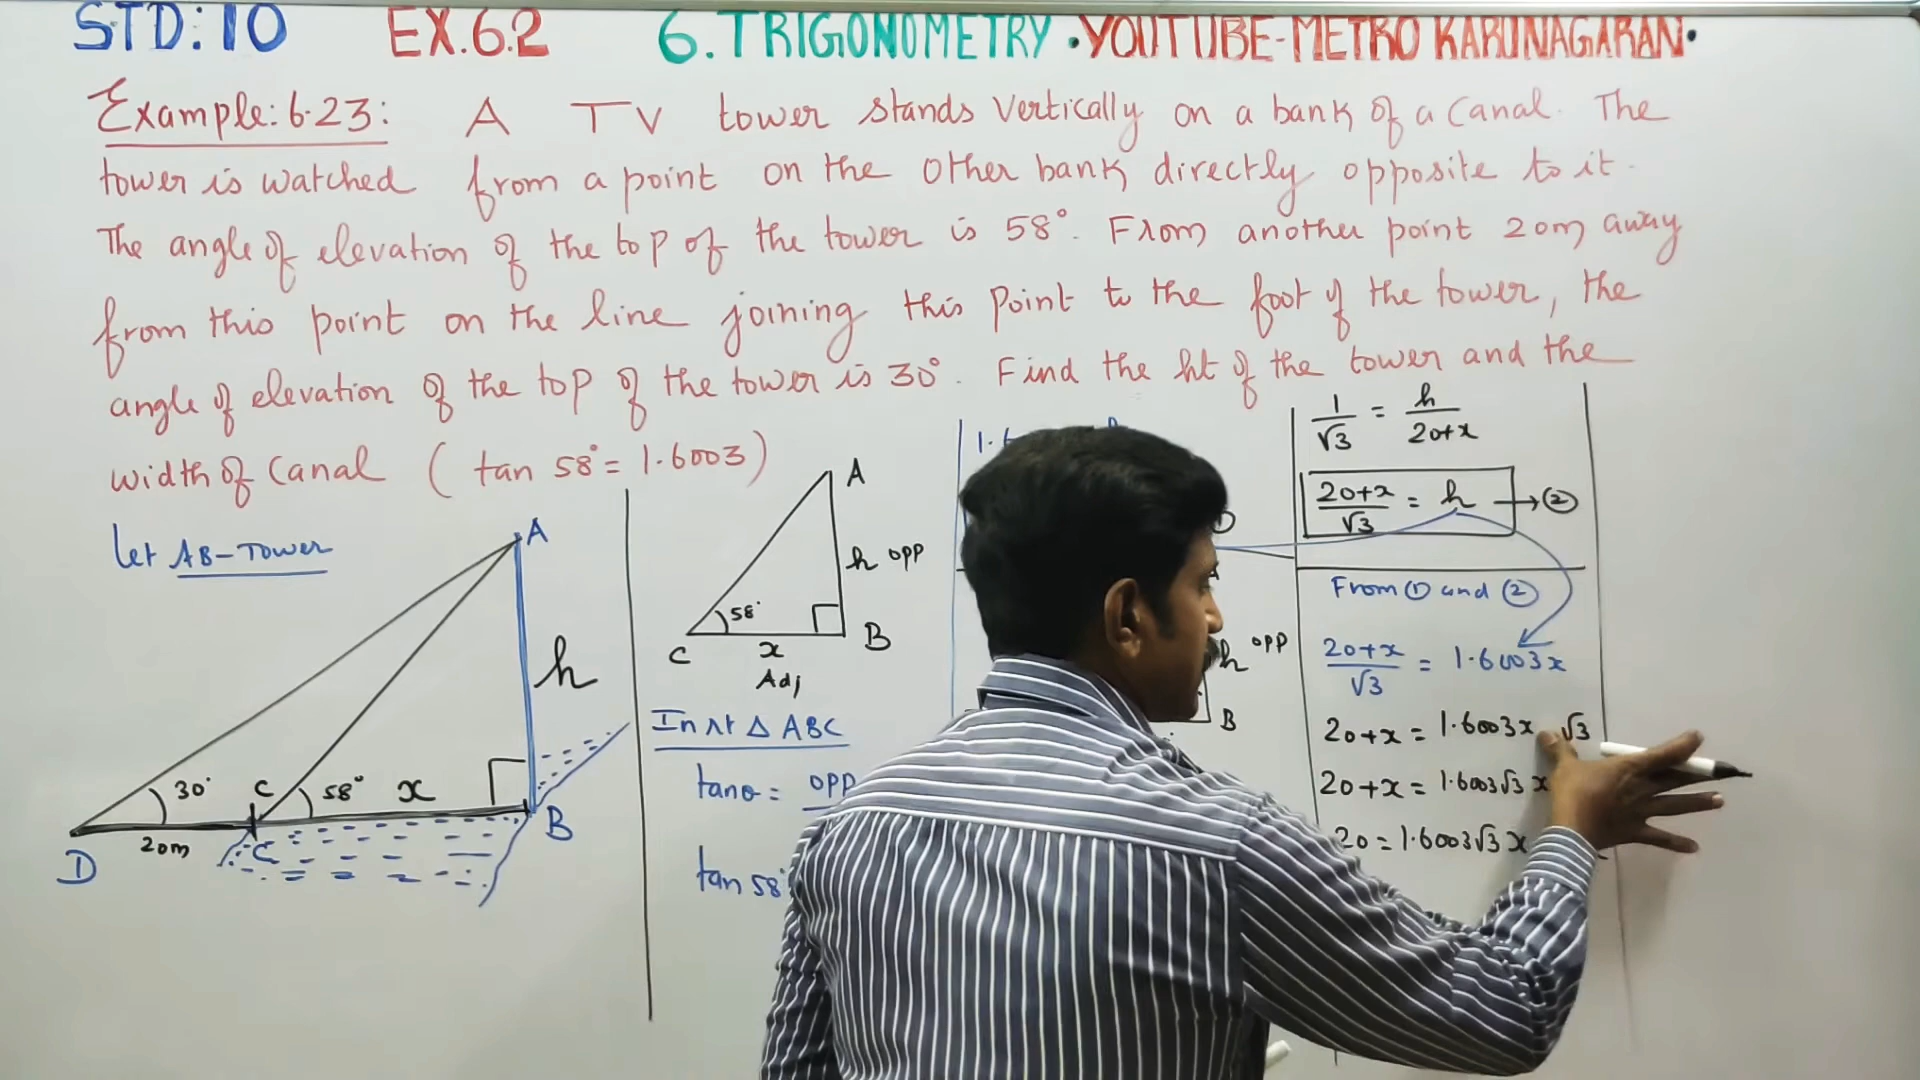 STD: 10 EX.6.2 6. TRIGONOMETRY • YOUTUBE-METRO KARUNAGARAN •
Example: 6.23: A TV tower stands vertically on a bank of a canal. The
tower is watched from a point on the other bank directly opposite to it.
The angle of elevation of the top of the tower is 58°. From another point 20m away
from this point on the line joining this point to the foot of the tower, the
angle of elevation of the top of the tower is 30°. Find the ht of the tower and the
width of canal (tan 58° = 1.6003)
Let AB-Tower
A
h
30°
C
58°
x
B
20m
C
D
A
h opp
58°
C
x
B
Adj
In rt Δ ABC
tanθ = opp
tan 58°
h opp
B
1/√3 = h/20+x
20+x/√3 = h → ②
From ① and ②
20+x/√3 = 1.6003x
20+x = 1.6003x √3
20+x = 1.6003√3 x
20 = 1.6003√3 x